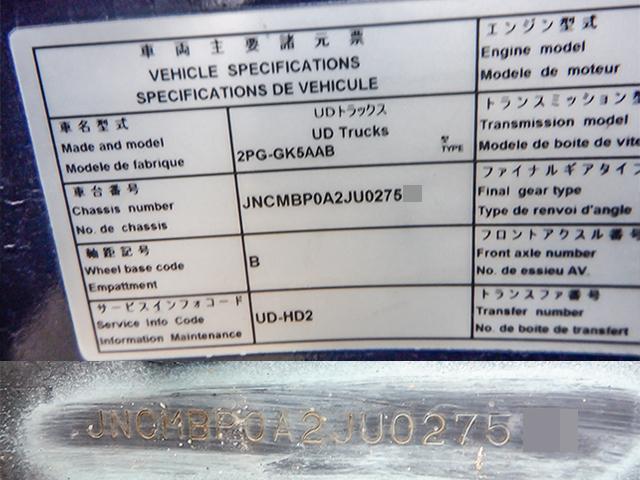 車両主要諸元票
VEHICLE SPECIFICATIONS
SPECIFICATIONS DE VEHICULE
車名型式
Made and model
Modele de fabrique
UDトラックス
UD Trucks
2PG-GK5AAB
型
TYPE
車台番号
Chassis number
No. de chassis
JNCMBP0A2JU0275
軸距記号
Wheel base code
Empattment
B
サービスインフォコード
Service Info Code
Information Maintenance
UD-HD2
エンジン型式
Engine model
Modele de moteur
トランスミッション型
Transmission model
Modele de boite de vite
ファイナルギアタイプ
Final gear type
Type de renvoi d'angle
フロントアクスル番号
Front axle number
No. de essieu AV.
トランスファ番号
Transfer number
No. de boite de transfert
JNCMBP0A2JU0275